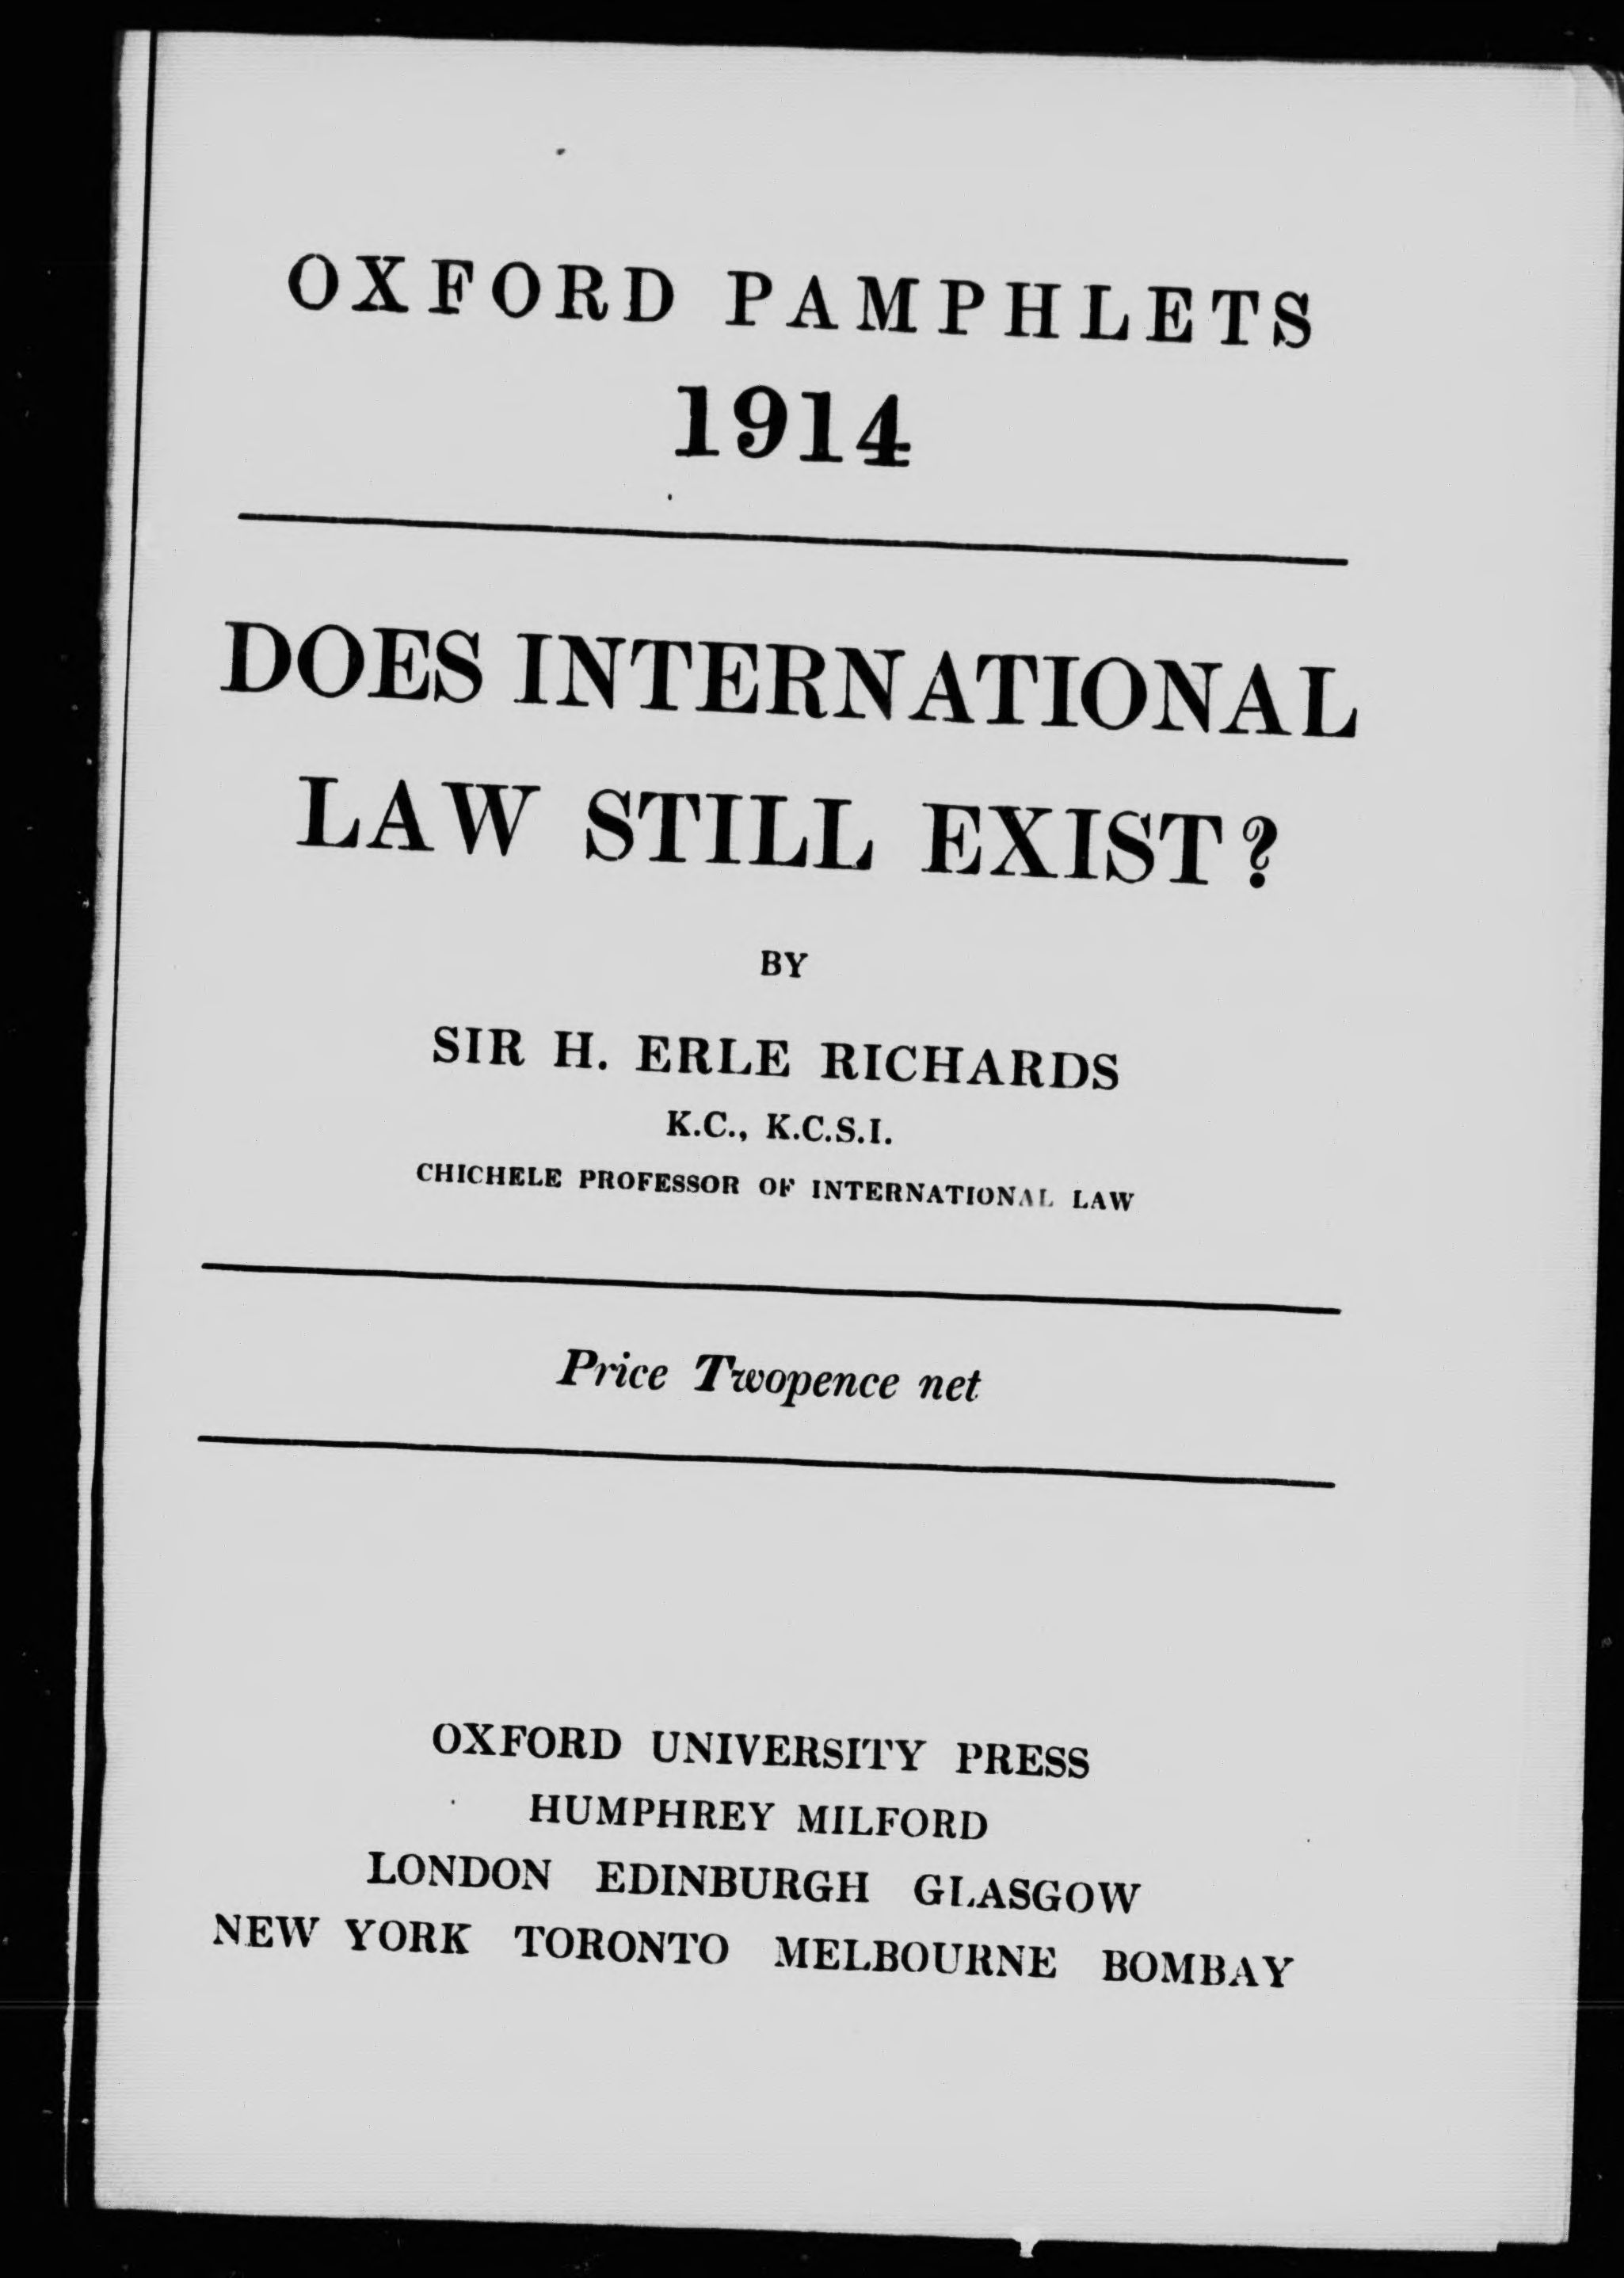 OXFORD PAMPHLETS
1914
DOES INTERNATIONAL
LAW STILL EXIST?
BY
SIR H. ERLE RICHARDS
K.C., K.C.S.I.
CHICHELE PROFESSOR OF INTERNATIONAL LAW
Price Twopence net
OXFORD UNIVERSITY PRESS
HUMPHREY MILFORD
LONDON EDINBURGH GLASGOW
NEW YORK TORONTO MELBOURNE BOMBAY